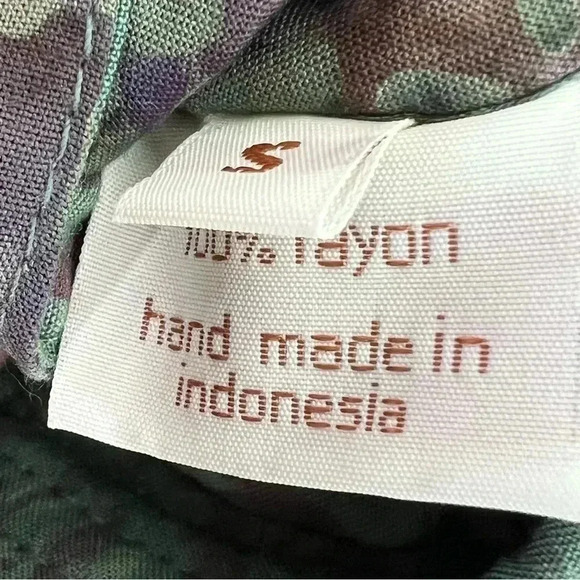 S
100% rayon
hand made in
indonesia